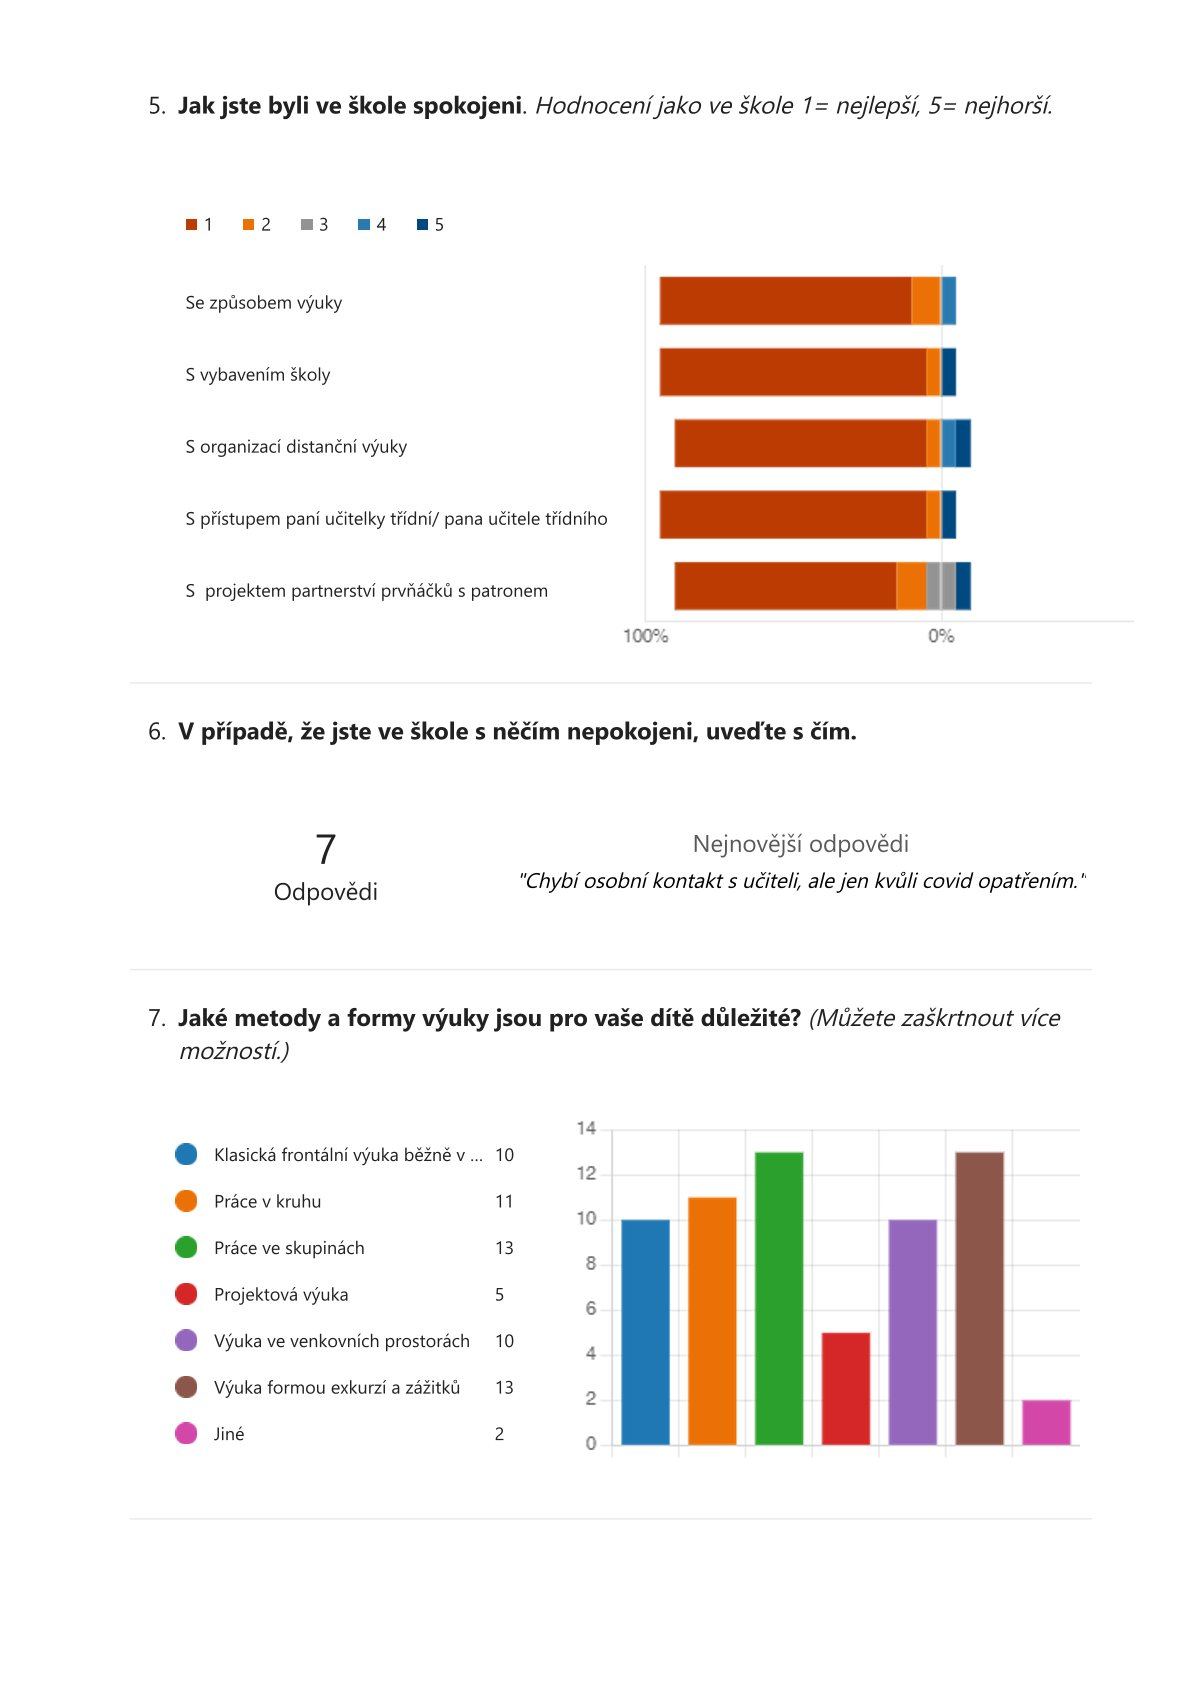 5. Jak jste byli ve škole spokojeni. Hodnocení jako ve škole 1= nejlepší, 5= nejhorší.
1 2 3 4 5
Se způsobem výuky
S vybavením školy
S organizací distanční výuky
S přístupem paní učitelky třídní/ pana učitele třídního
S projektem partnerství prvňáčků s patronem
100% 0%
6. V případě, že jste ve škole s něčím nepokojeni, uveďte s čím.
7
Odpovědi
Nejnovější odpovědi
"Chybí osobní kontakt s učiteli, ale jen kvůli covid opatřením."
7. Jaké metody a formy výuky jsou pro vaše dítě důležité? (Můžete zaškrtnout více
možností.)
Klasická frontální výuka běžně v ... 10
Práce v kruhu 11
Práce ve skupinách 13
Projektová výuka 5
Výuka ve venkovních prostorách 10
Výuka formou exkurzí a zážitků 13
Jiné 2
14
12
10
8
6
4
2
0